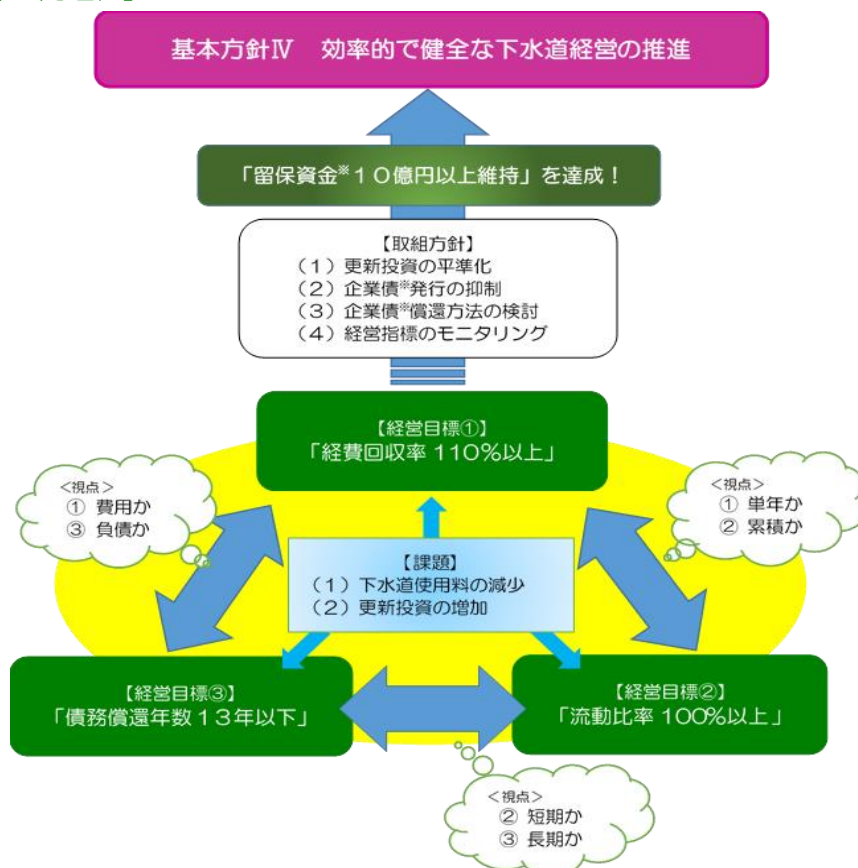 基本方針Ⅳ　効率的で健全な下水道経営の推進
「留保資金※１０億円以上維持」を達成！
【取組方針】
（１）更新投資の平準化
（２）企業債※発行の抑制
（３）企業債※償還方法の検討
（４）経営指標のモニタリング
【経営目標①】
「経費回収率 110％以上」
＜視点＞
① 費用か
③ 負債か
＜視点＞
① 単年か
② 累積か
【課題】
（１）下水道使用料の減少
（２）更新投資の増加
【経営目標③】
「債務償還年数１３年以下」
【経営目標②】
「流動比率 100％以上」
＜視点＞
② 短期か
③ 長期か